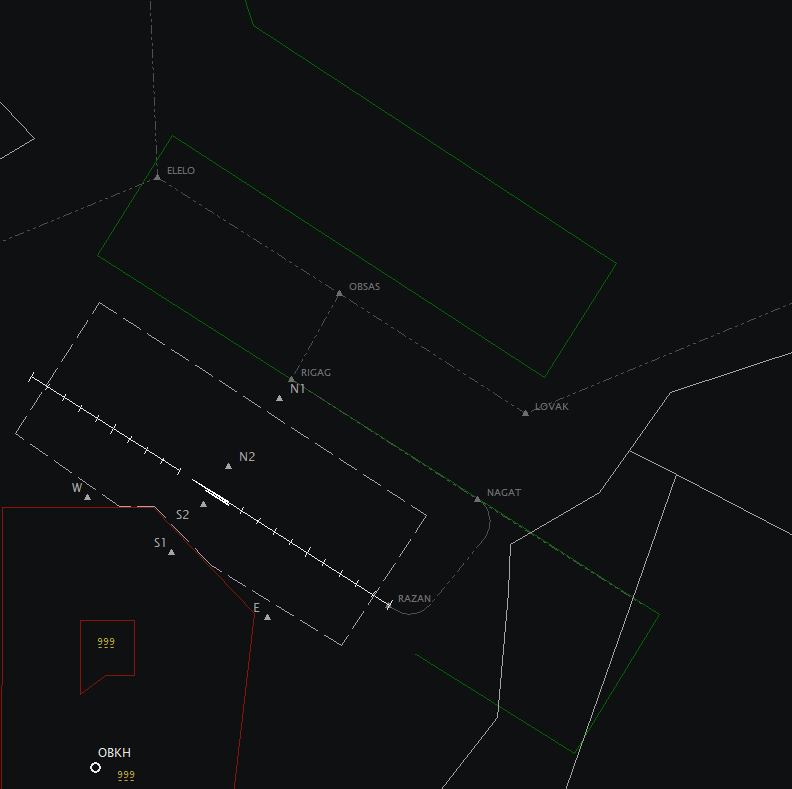 ELELO
OBSAS
RIGAG
N1
LOVAK
N2
W
NAGAT
S2
S1
RAZAN
E
999
OBKH
999